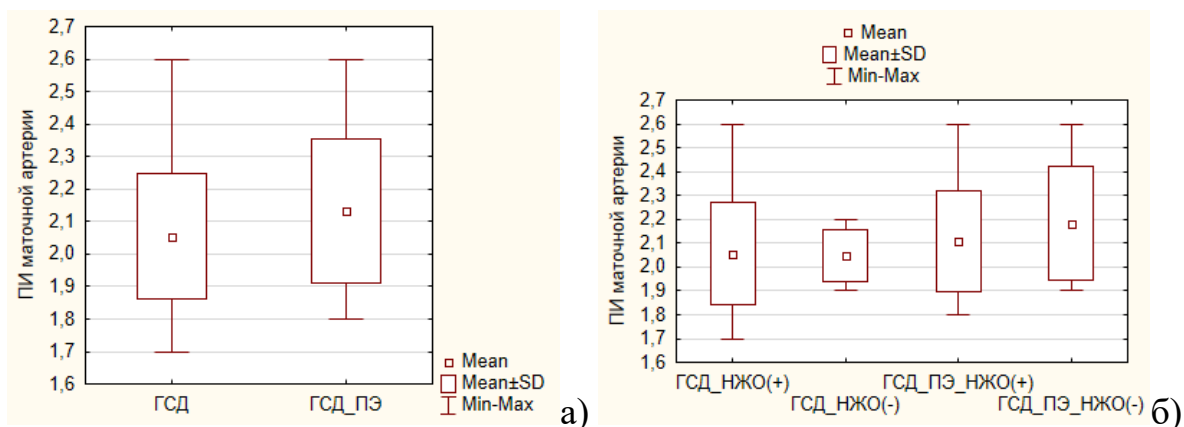 2,7
2,6
2,5
2,4
2,3
2,2
2,1
2,0
1,9
1,8
1,7
1,6
ПИ маточной артерии
ГСД
ГСД_ПЭ
Mean
Mean±SD
Min-Max
а)
Mean
Mean±SD
Min-Max
2,7
2,6
2,5
2,4
2,3
2,2
2,1
2,0
1,9
1,8
1,7
1,6
ПИ маточной артерии
ГСД_НЖО(+)
ГСД_НЖО(-)
ГСД_ПЭ_НЖО(+)
ГСД_ПЭ_НЖО(-)
б)